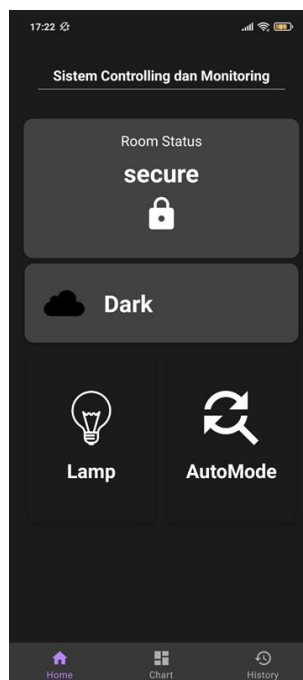 17:22
Sistem Controlling dan Monitoring
Room Status
secure
Dark
Lamp
AutoMode
Home
Chart
History